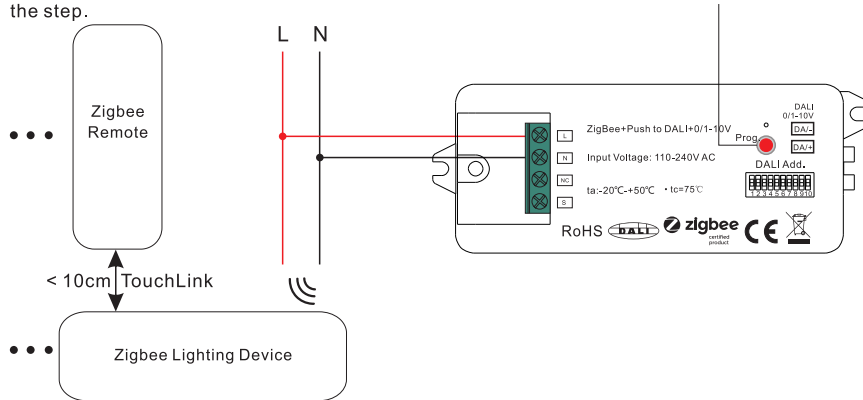 the step.
L N
Zigbee
Remote
< 10cm TouchLink
Zigbee Lighting Device
L
N
NC
S
ZigBee+Push to DALI+0/1-10V
Input Voltage: 110-240V AC
ta:-20℃-+50℃ • tc=75℃
RoHS DALI zigbee
certified
product
CE
Prog.
DALI
0/1-10V
DA/-
DA/+
DALI Add.
1 2 3 4 5 6 7 8 9 10